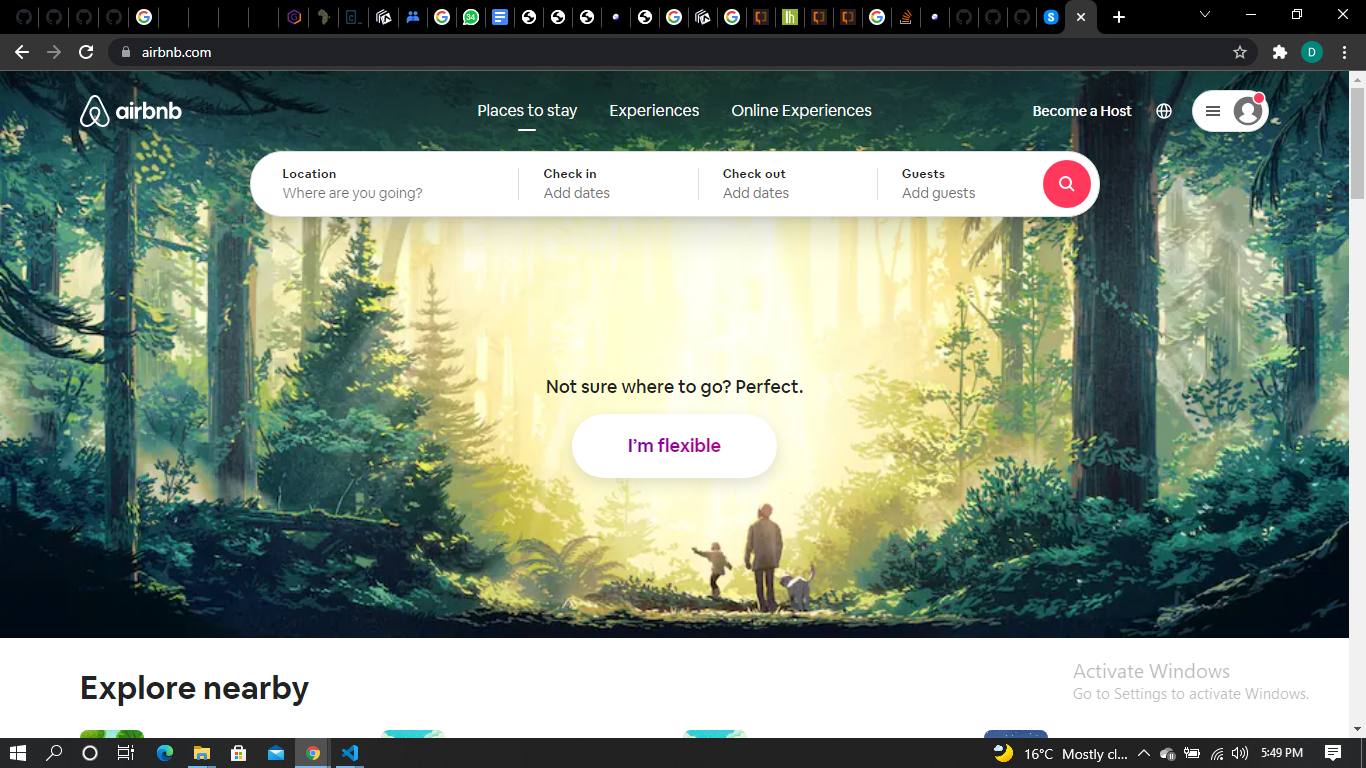 airbnb.com
airbnb
Places to stay
Experiences
Online Experiences
Become a Host
Location
Where are you going?
Check in
Add dates
Check out
Add dates
Guests
Add guests
Not sure where to go? Perfect.
I'm flexible
Explore nearby
Activate Windows
Go to Settings to activate Windows.
16°C Mostly cl...
5:49 PM
34
D
S